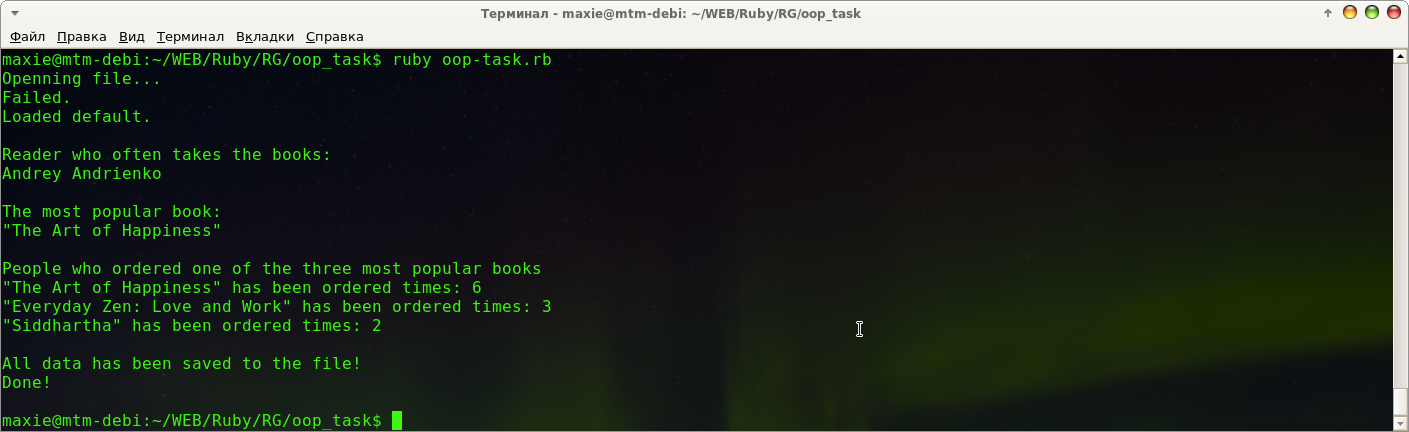 Терминал - maxie@mtm-debi: ~/WEB/Ruby/RG/oop_task
Файл Правка Вид Терминал Вкладки Справка
maxie@mtm-debi:~/WEB/Ruby/RG/oop_task$ ruby oop-task.rb
Openning file...
Failed.
Loaded default.
Reader who often takes the books:
Andrey Andrienko
The most popular book:
"The Art of Happiness"
People who ordered one of the three most popular books
"The Art of Happiness" has been ordered times: 6
"Everyday Zen: Love and Work" has been ordered times: 3
"Siddhartha" has been ordered times: 2
All data has been saved to the file!
Done!
maxie@mtm-debi:~/WEB/Ruby/RG/oop_task$